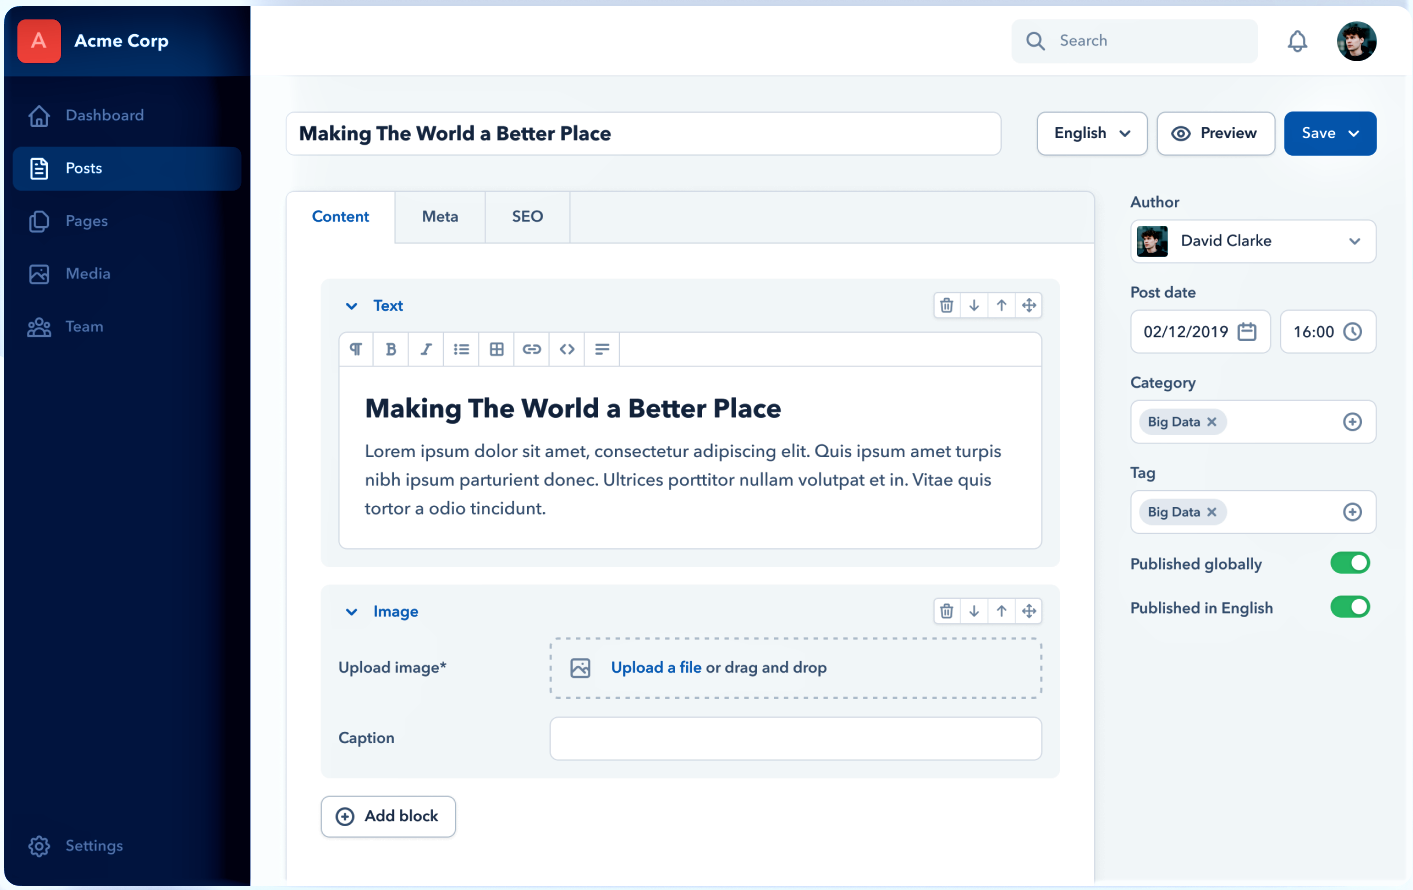 A
Acme Corp
Search
Dashboard
Posts
Pages
Media
Team
Settings
Making The World a Better Place
English
Preview
Save
Content
Meta
SEO
Text
B
I
Making The World a Better Place
Lorem ipsum dolor sit amet, consectetur adipiscing elit. Quis ipsum amet turpis
nibh ipsum parturient donec. Ultrices porttitor nullam volutpat et in. Vitae quis
tortor a odio tincidunt.
Image
Upload image*
Upload a file or drag and drop
Caption
Add block
Author
David Clarke
Post date
02/12/2019
16:00
Category
Big Data
Tag
Big Data
Published globally
Published in English